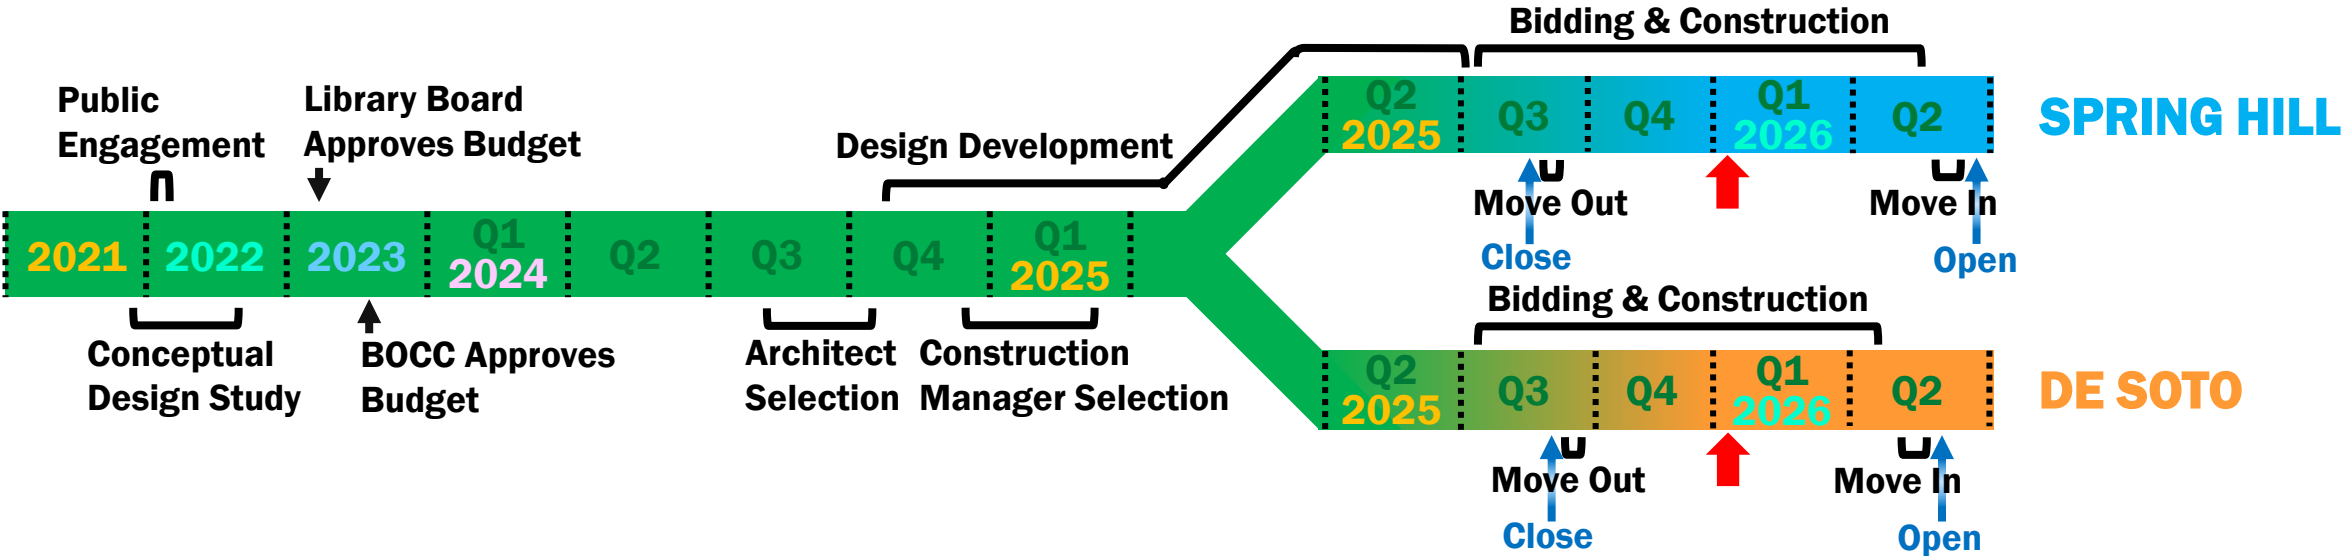 Bidding & Construction
Public
Engagement
Library Board
Approves Budget
Design Development
Q2
2025
Q3
Q4
Q1
2026
Q2
SPRING HILL
Move Out
Move In
Close
Open
2021
2022
2023
Q1
2024
Q2
Q3
Q4
Q1
2025
Conceptual
Design Study
BOCC Approves
Budget
Architect
Selection
Construction
Manager Selection
Bidding & Construction
Q2
2025
Q3
Q4
Q1
2026
Q2
DE SOTO
Move Out
Move In
Close
Open